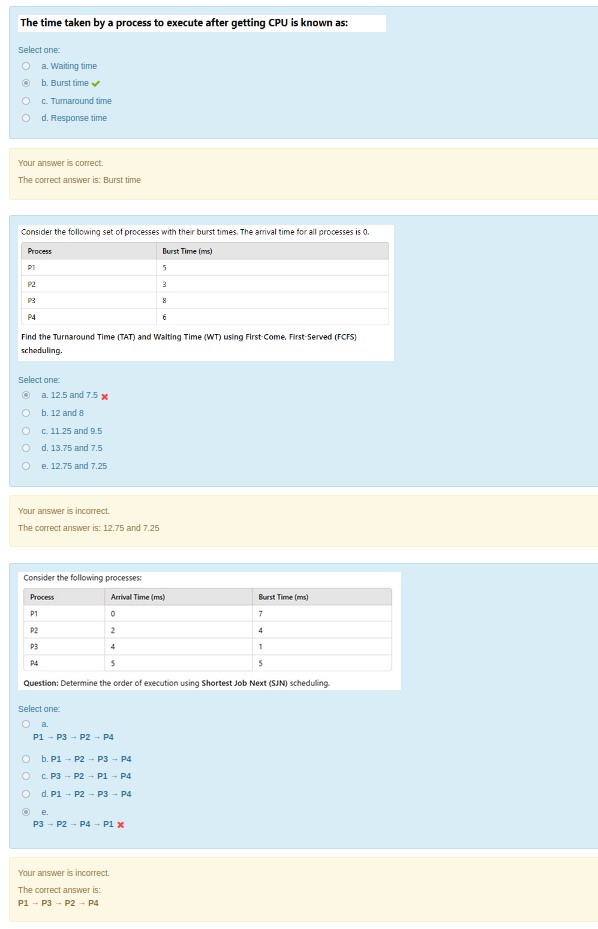 The time taken by a process to execute after getting CPU is known as:
Select one:
a. Waiting time
b. Burst time
c. Turnaround time
d. Response time
Your answer is correct.
The correct answer is: Burst time
Consider the following set of processes with their burst times. The arrival time for all processes is 0.
Process Burst Time (ms)
P1 5
P2 3
P3 8
P4 6
Find the Turnaround Time (TAT) and Waiting Time (WT) using First-Come, First-Served (FCFS)
scheduling.
Select one:
a. 12.5 and 7.5
b. 12 and 8
c. 11.25 and 9.5
d. 13.75 and 7.5
e. 12.75 and 7.25
Your answer is incorrect.
The correct answer is: 12.75 and 7.25
Consider the following processes:
Process Arrival Time (ms) Burst Time (ms)
P1 0 7
P2 2 4
P3 4 1
P4 5 5
Question: Determine the order of execution using Shortest Job Next (SJN) scheduling.
Select one:
a.
P1 → P3 → P2 → P4
b. P1 → P2 → P3 → P4
c. P3 → P2 → P1 → P4
d. P1 → P2 → P3 → P4
e.
P3 → P2 → P4 → P1
Your answer is incorrect.
The correct answer is:
P1 → P3 → P2 → P4